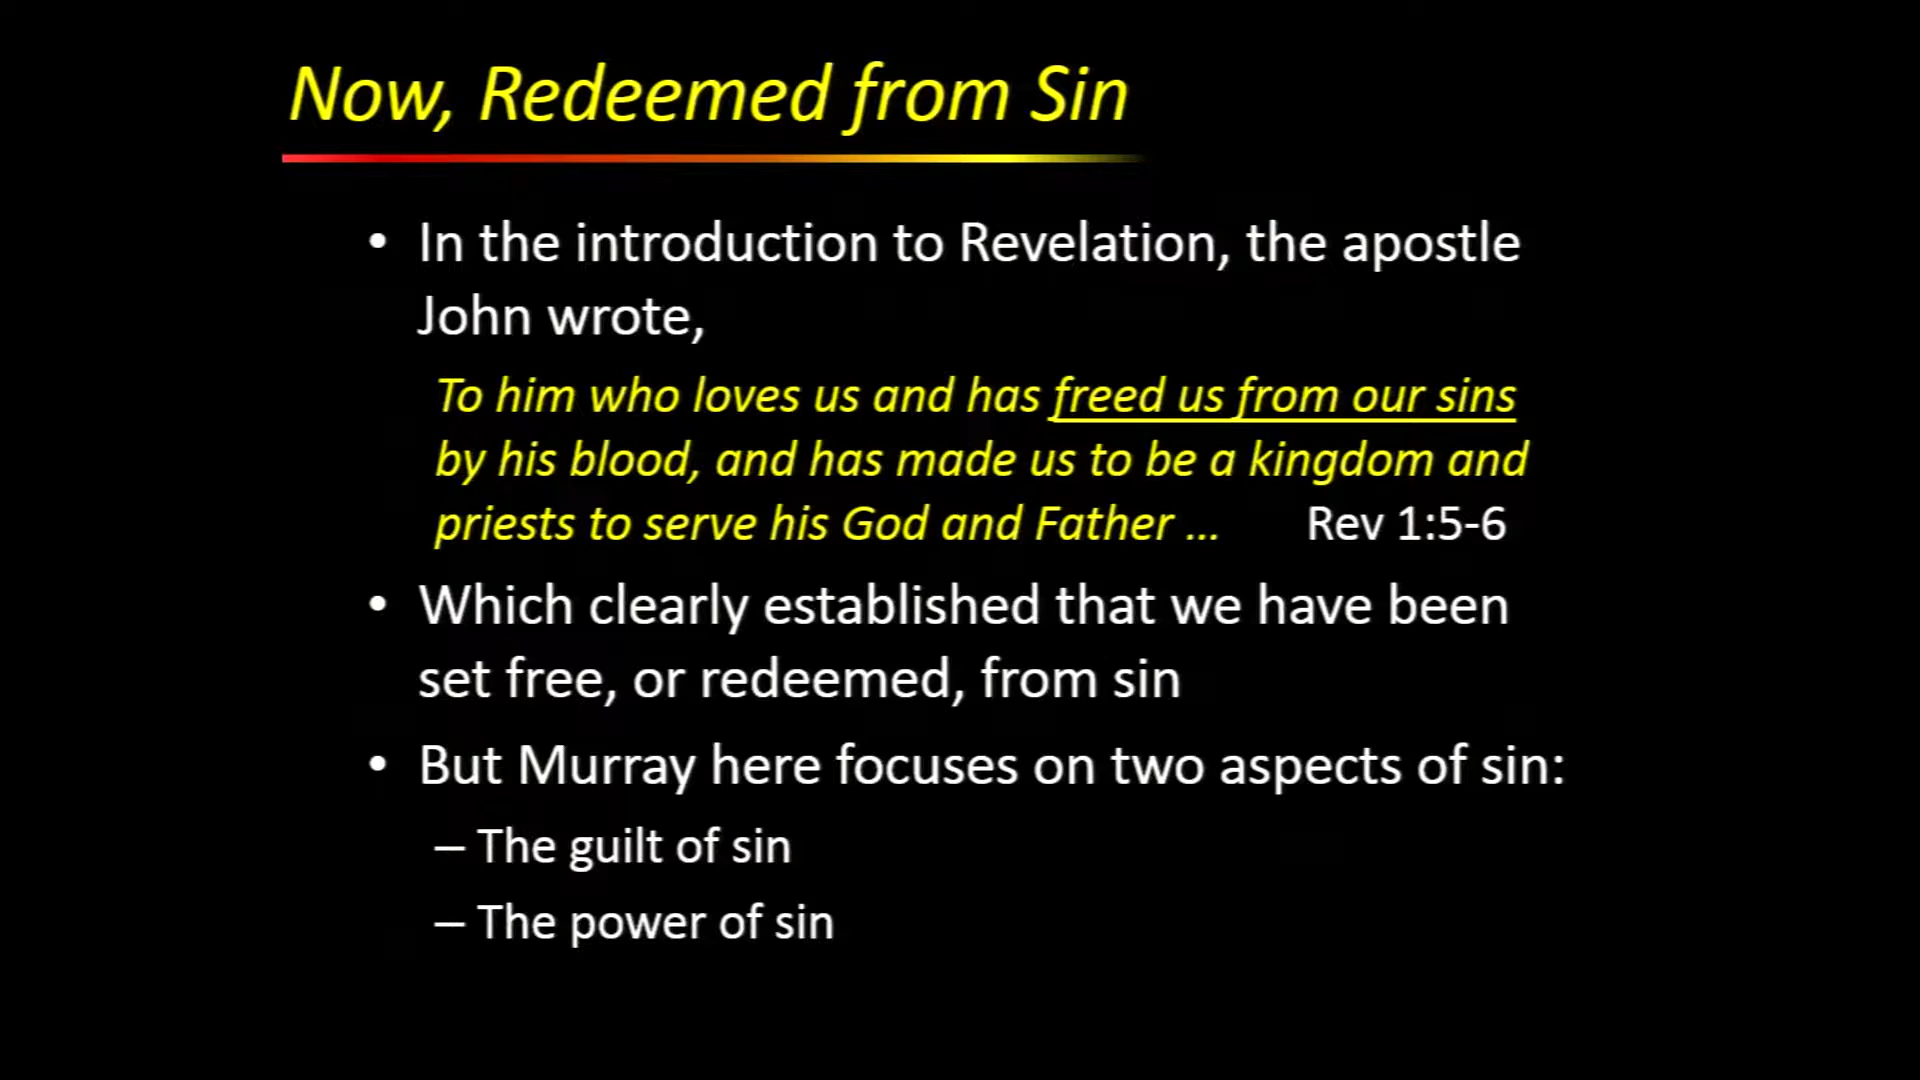 Now, Redeemed from Sin
• In the introduction to Revelation, the apostle
John wrote,
To him who loves us and has freed us from our sins
by his blood, and has made us to be a kingdom and
priests to serve his God and Father ... Rev 1:5-6
• Which clearly established that we have been
set free, or redeemed, from sin
• But Murray here focuses on two aspects of sin:
– The guilt of sin
– The power of sin